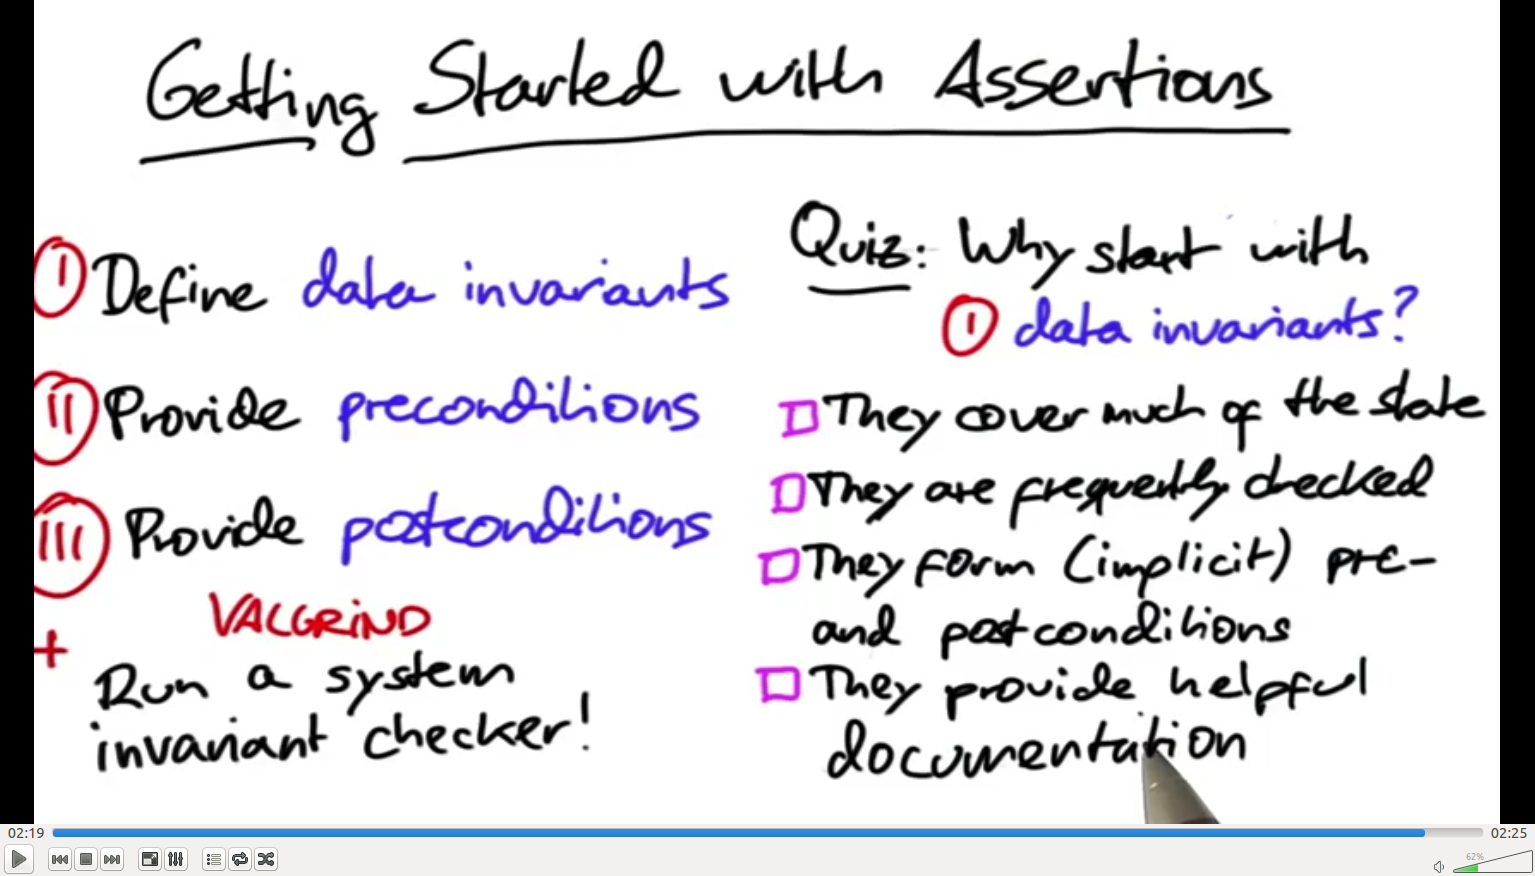 Getting Started with Assertions
I Define data invariants
II Provide preconditions
III Provide postconditions
VALGRIND
+ Run a system
invariant checker!
Quiz: Why start with
I data invariants?
They cover much of the state
They are frequently checked
They form (implicit) pre-
and postconditions
They provide helpful
documentation
02:19
02:25
62%